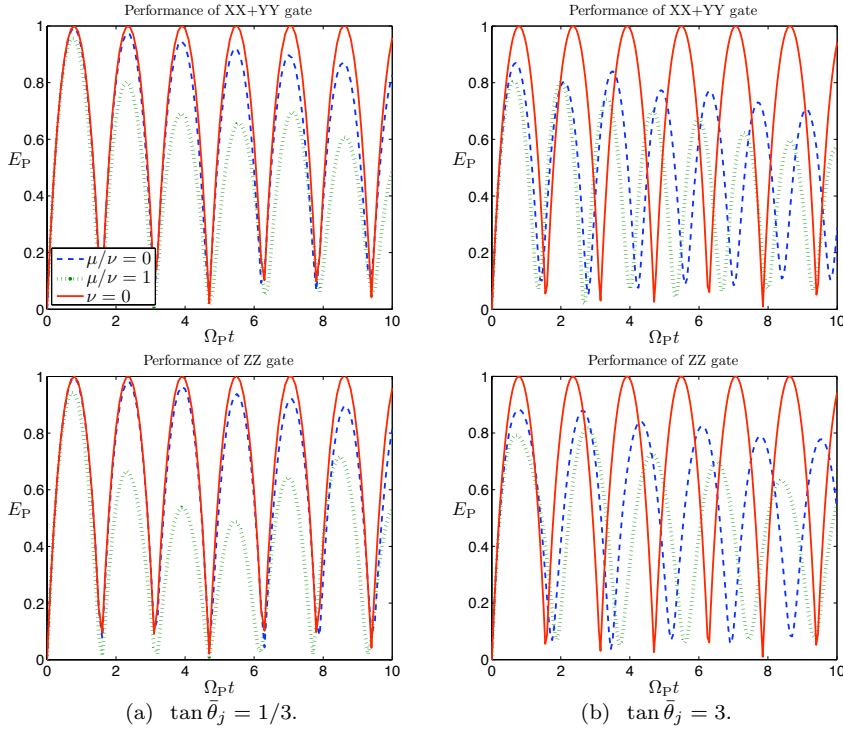 Performance of XX+YY gate
Performance of XX+YY gate
1
0.8
0.6
E_P
0.4
0.2
0
μ/ν = 0
μ/ν = 1
ν = 0
0 2 4 6 8 10
Ω_P t
1
0.8
0.6
E_P
0.4
0.2
0
0 2 4 6 8 10
Ω_P t
Performance of ZZ gate
Performance of ZZ gate
1
0.8
0.6
E_P
0.4
0.2
0
0 2 4 6 8 10
Ω_P t
1
0.8
0.6
E_P
0.4
0.2
0
0 2 4 6 8 10
Ω_P t
(a) tan θ̄_j = 1/3.
(b) tan θ̄_j = 3.